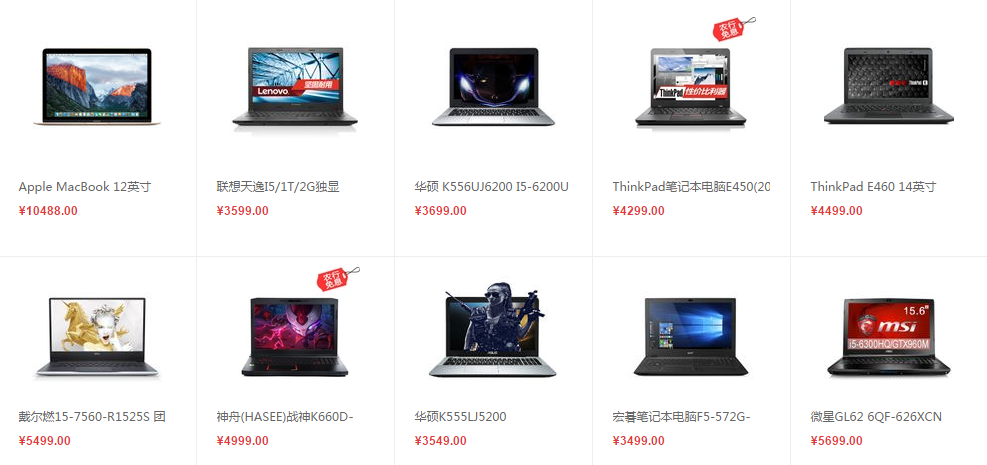 农行
免息
坚固耐用
Lenovo
ThinkPad 性价比利器
ThinkPad
Apple MacBook 12英寸
联想天逸I5/1T/2G独显
华硕 K556UJ6200 I5-6200U
ThinkPad笔记本电脑E450(20
ThinkPad E460 14英寸
¥10488.00
¥3599.00
¥3699.00
¥4299.00
¥4499.00
农行
免息
15.6"
msi
i5-6300HQ/GTX960M
戴尔燃15-7560-R1525S 团
神舟(HASEE)战神K660D-
华硕K555LJ5200
宏碁笔记本电脑F5-572G-
微星GL62 6QF-626XCN
¥5499.00
¥4999.00
¥3549.00
¥3499.00
¥5699.00